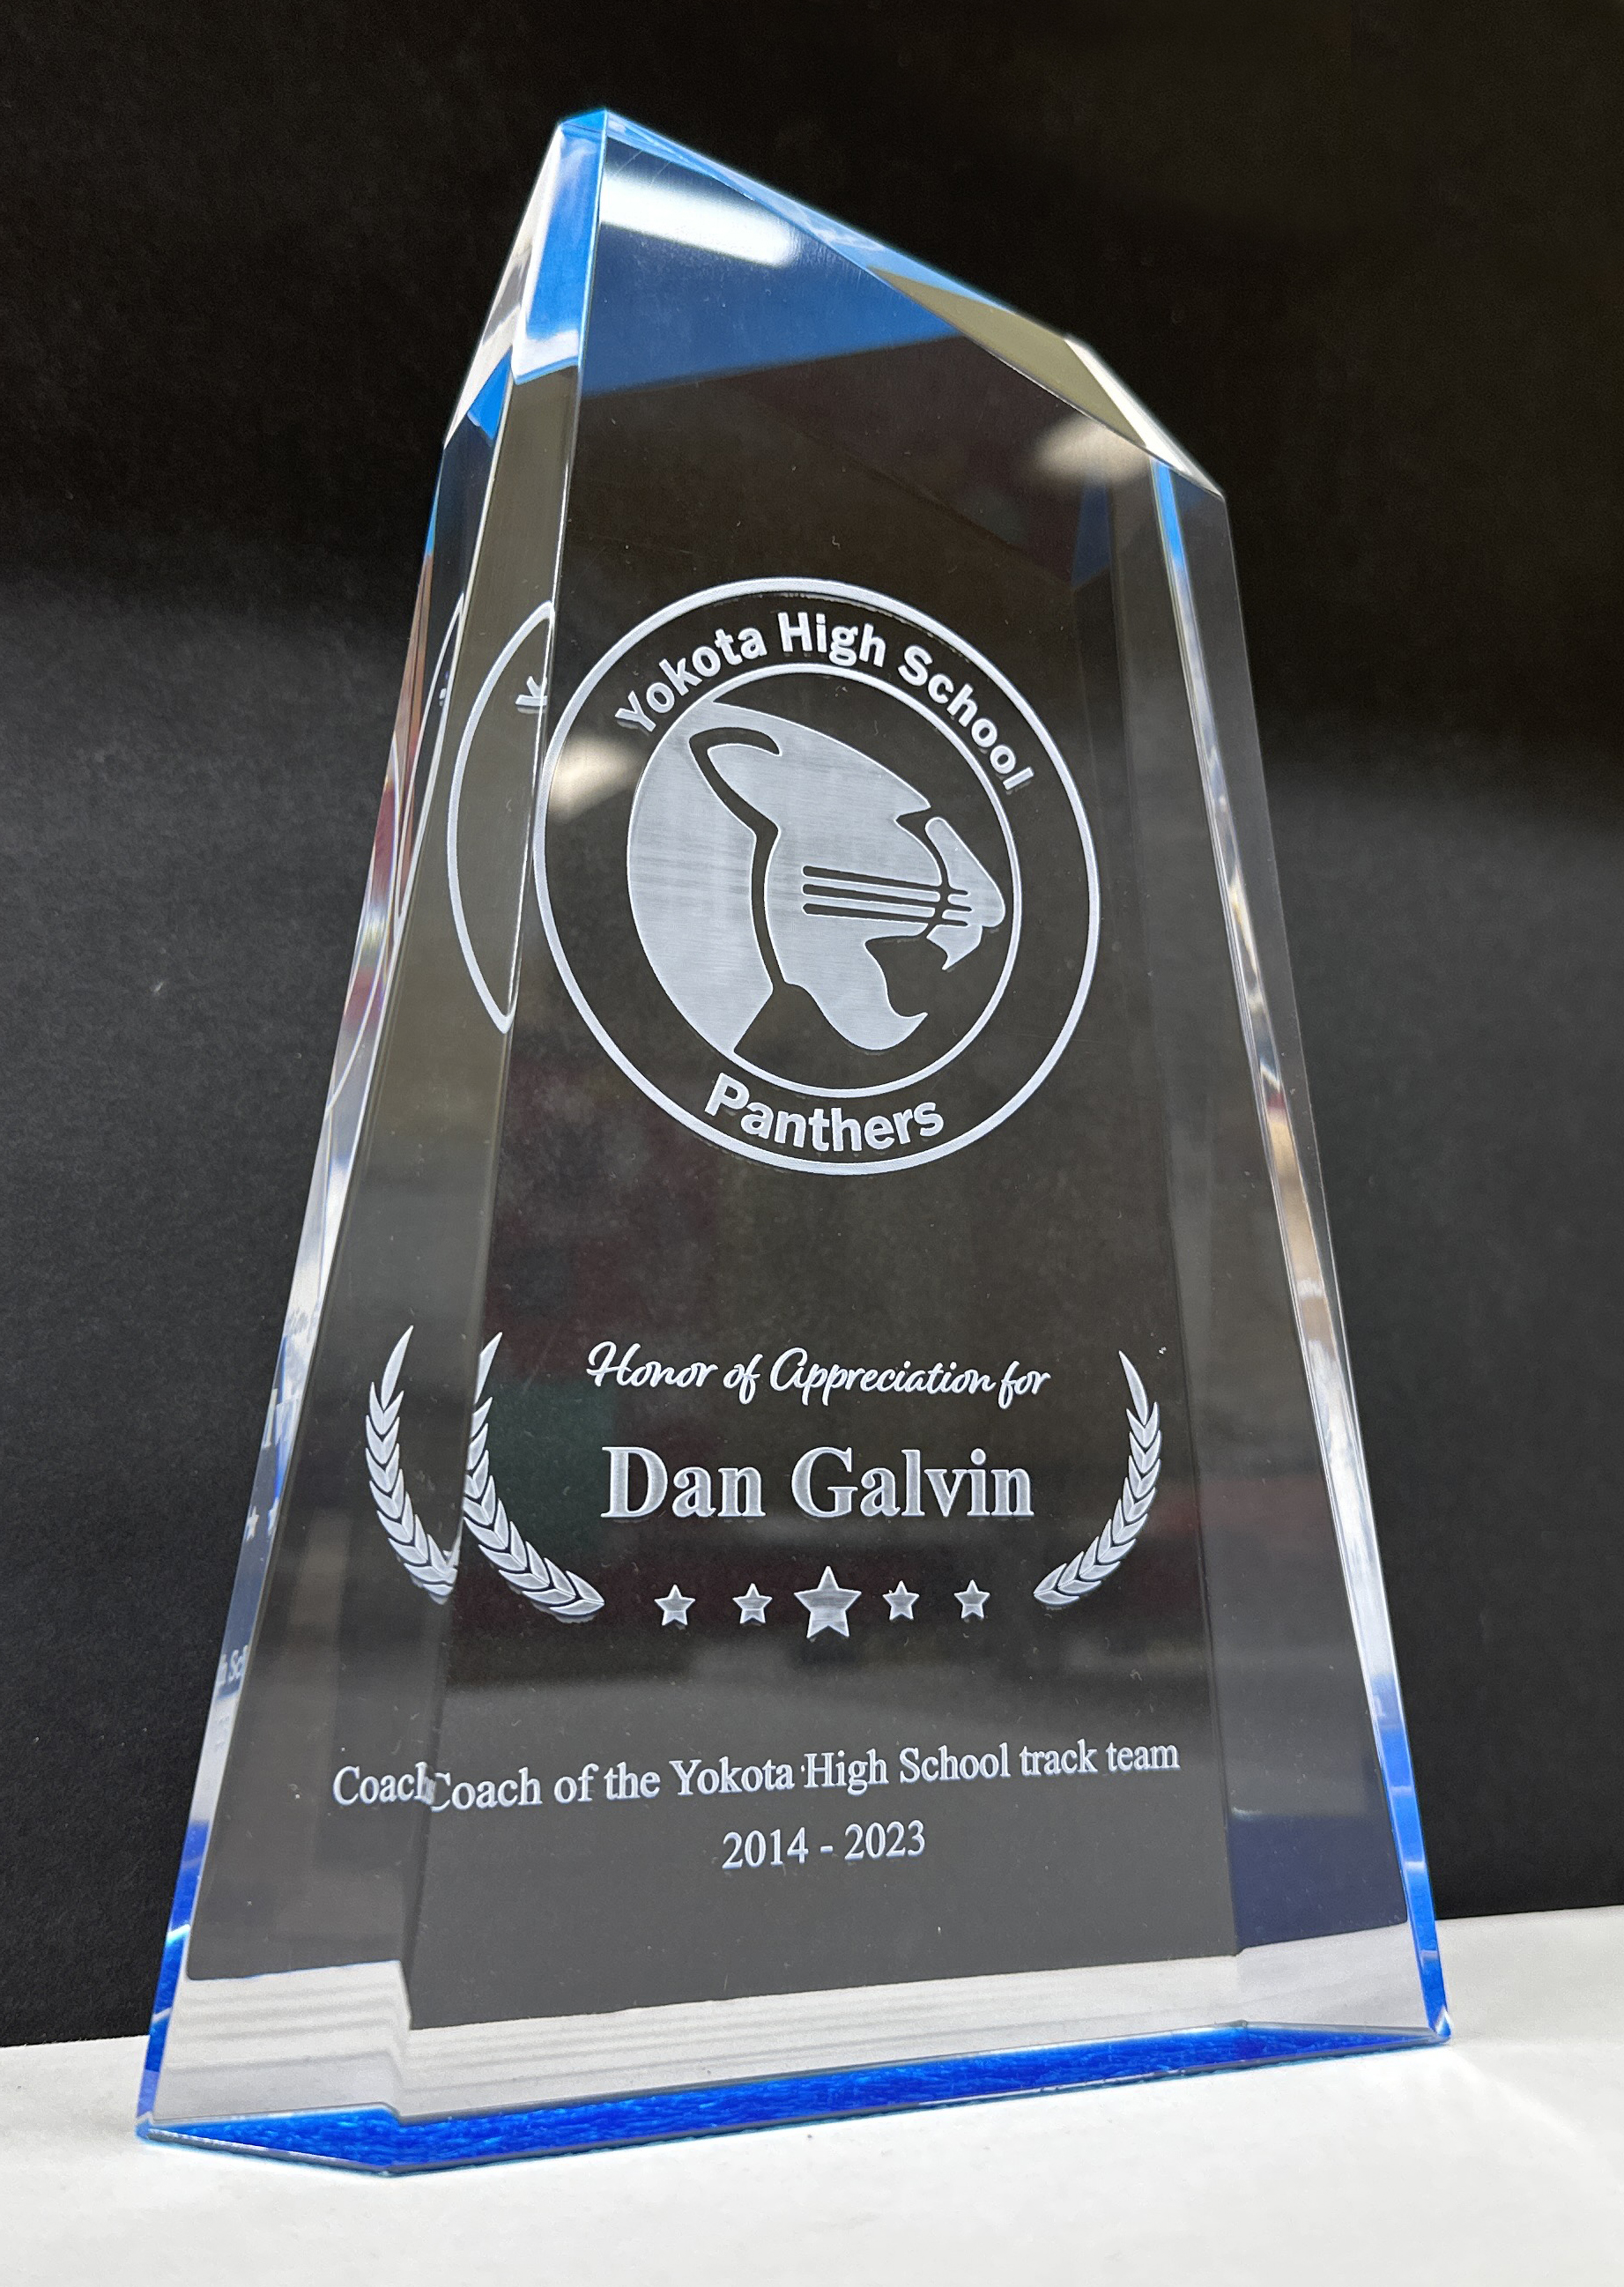 Yokota High School
Panthers
Honor of Appreciation for
Dan Galvin
Coach of the Yokota High School track team
2014 - 2023